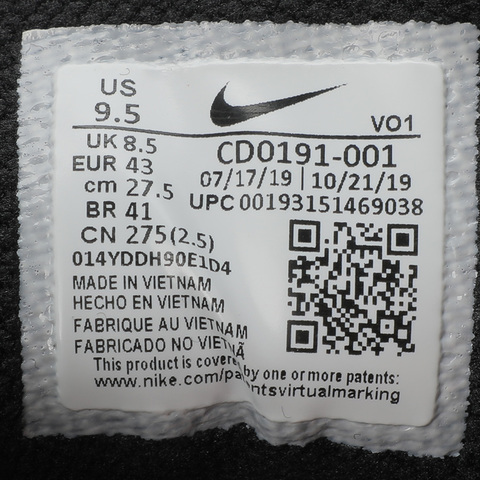 US
9.5
VO1
UK 8.5
EUR 43
cm 27.5
BR 41
CN 275(2.5)
CD0191-001
07/17/19 | 10/21/19
UPC 00193151469038
014YDDH90E1D4
MADE IN VIETNAM
HECHO EN VIETNAM
FABRIQUE AU VIETNAM
FABRICADO NO VIETNÃ
This product is covered by one or more patents:
www.nike.com/patentsvirtualmarking